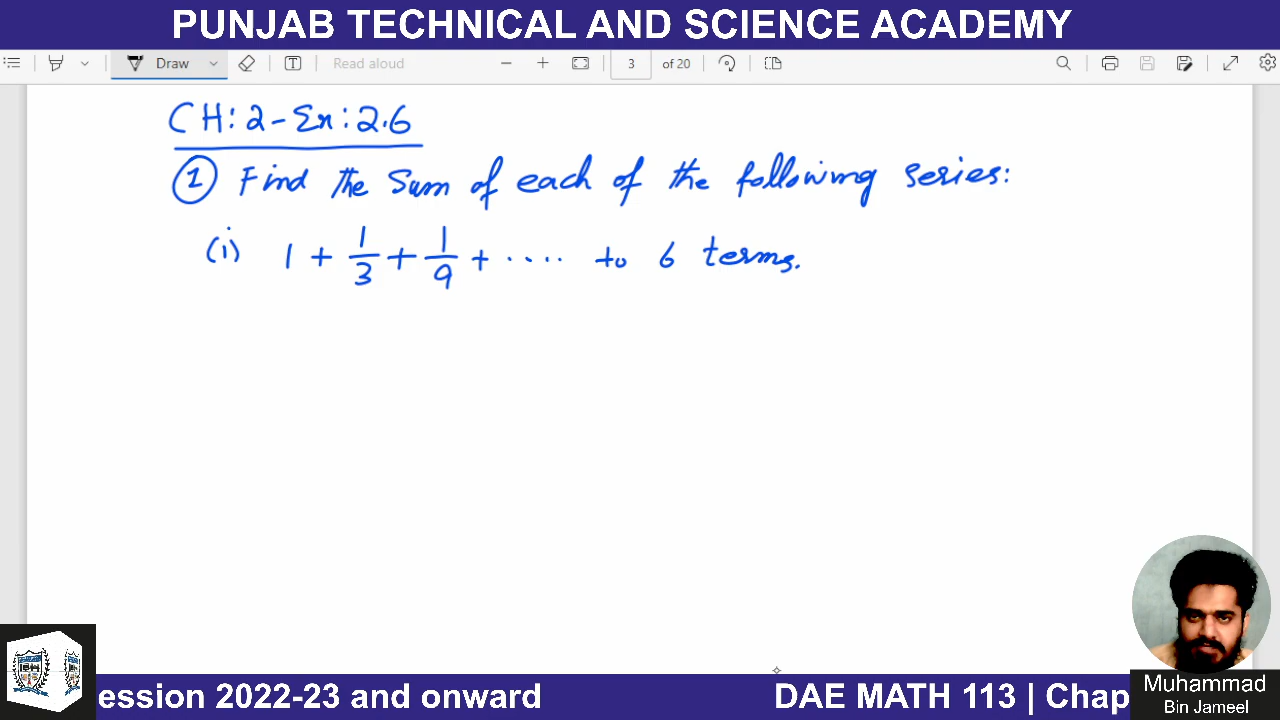 PUNJAB TECHNICAL AND SCIENCE ACADEMY
Draw Read aloud 3 of 20
CH: 2 - Ex: 2.6
① Find the Sum of each of the following series:
(i) 1 + 1/3 + 1/9 + .... to 6 terms.
Muhammad
Bin Jameel
ession 2022-23 and onward DAE MATH 113 | Chap